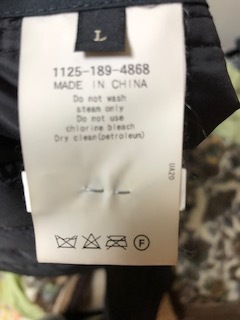 L
1125-189-4868
MADE IN CHINA
Do not wash
steam only
Do not use
chlorine bleach
Dry clean(petroleum)
UA20
F